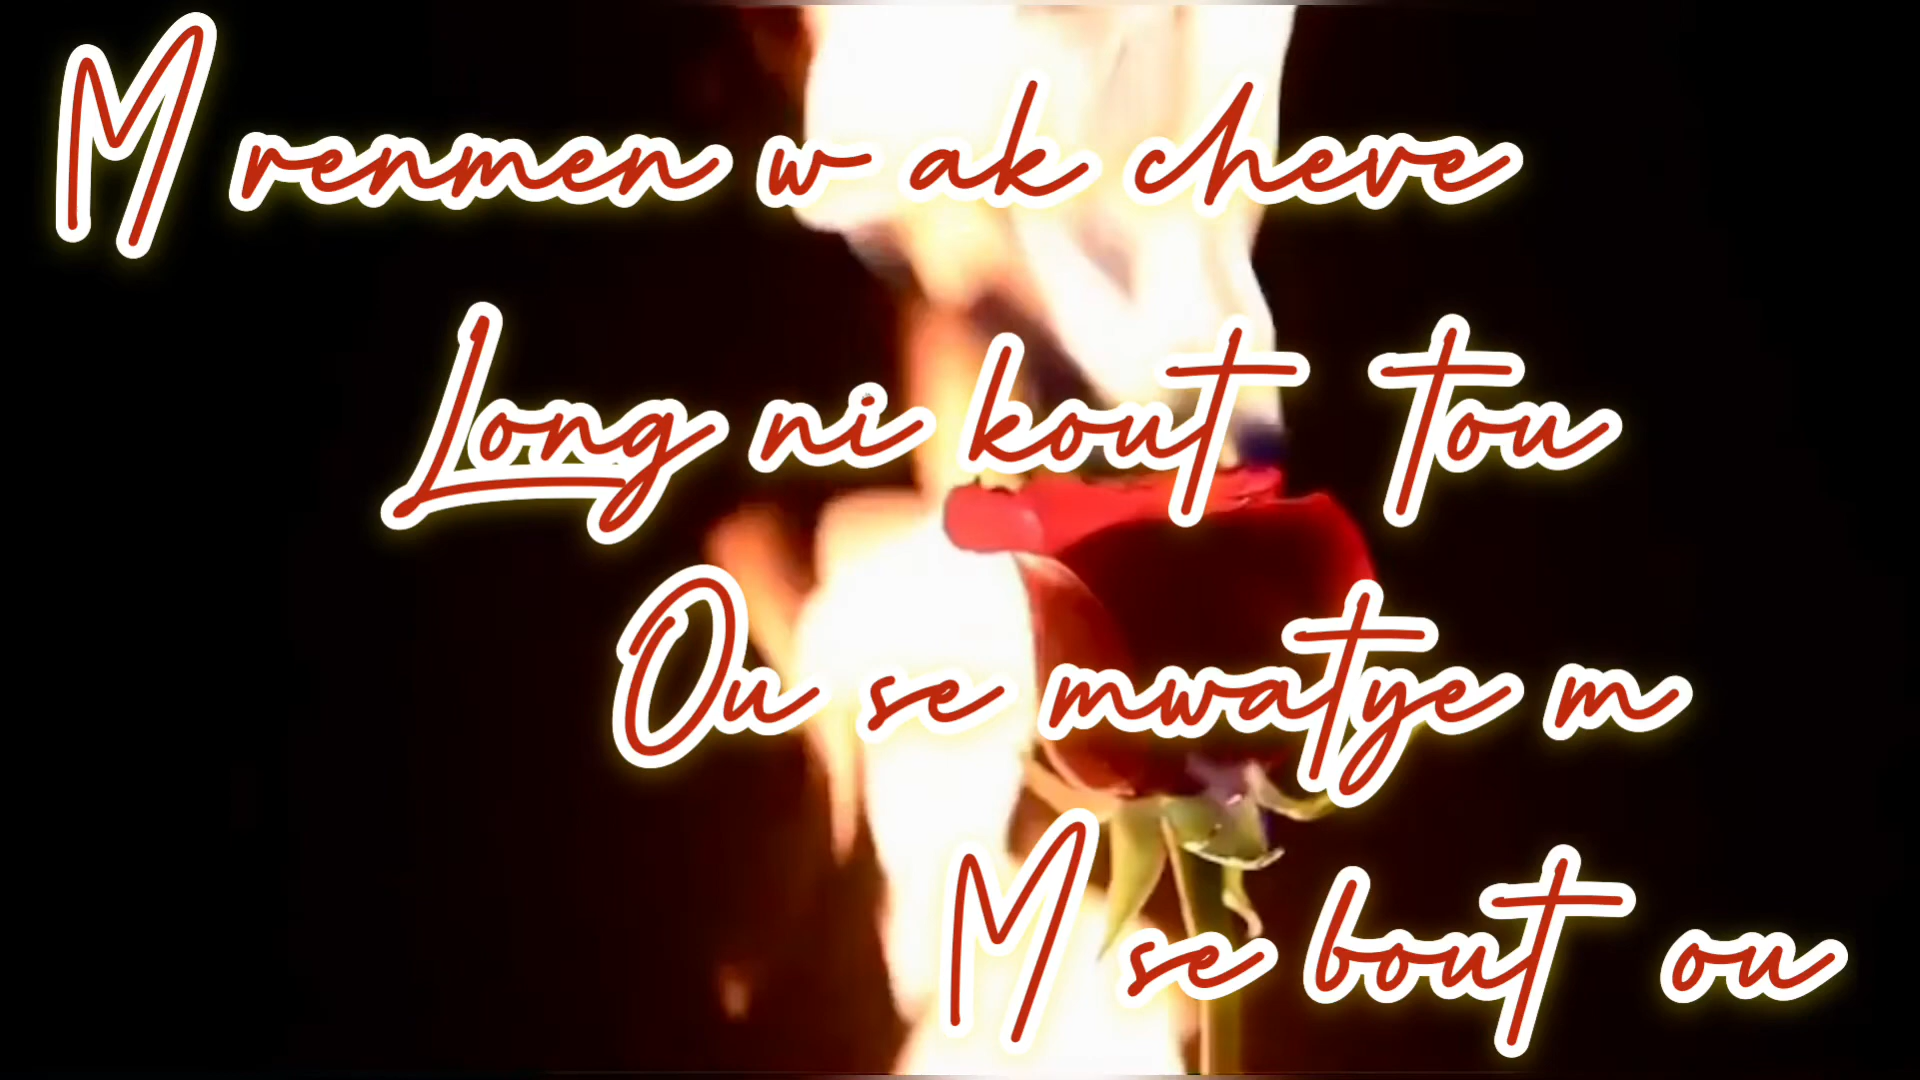 M renmen w ak cheve
Long ni kout tou
Ou se mwatye m
M se bout ou